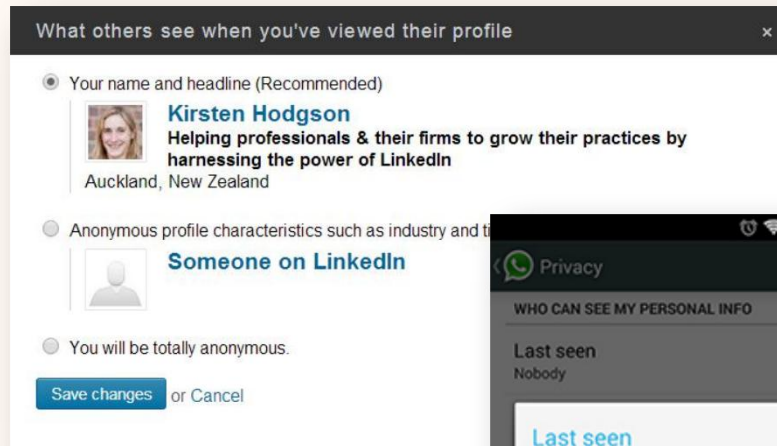 What others see when you've viewed their profile
×
Your name and headline (Recommended)
Kirsten Hodgson
Helping professionals & their firms to grow their practices by
harnessing the power of LinkedIn
Auckland, New Zealand
Anonymous profile characteristics such as industry and
Someone on LinkedIn
You will be totally anonymous.
Save changes or Cancel
Privacy
WHO CAN SEE MY PERSONAL INFO
Last seen
Nobody
Last seen